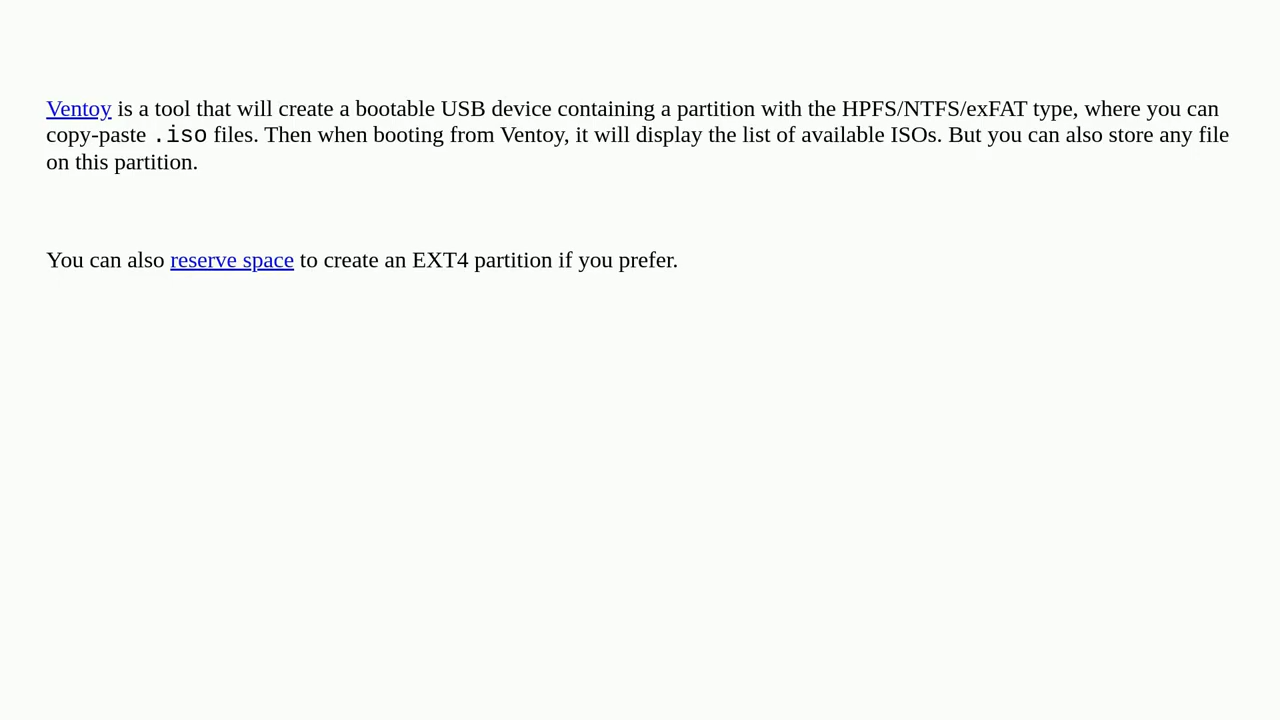 Ventoy is a tool that will create a bootable USB device containing a partition with the HPFS/NTFS/exFAT type, where you can
copy-paste .iso files. Then when booting from Ventoy, it will display the list of available ISOs. But you can also store any file
on this partition.
You can also reserve space to create an EXT4 partition if you prefer.